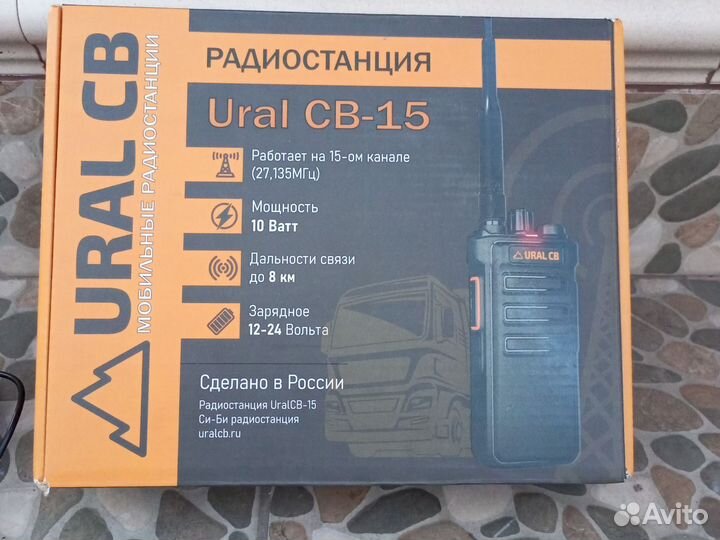 URAL CB
МОБИЛЬНЫЕ РАДИОСТАНЦИИ
РАДИОСТАНЦИЯ
Ural CB-15
Работает на 15-ом канале
(27,135МГц)
Мощность
10 Ватт
Дальности связи
до 8 км
Зарядное
12-24 Вольта
Сделано в России
Радиостанция UralCB-15
Си-Би радиостанция
uralcb.ru
URAL CB
Avito